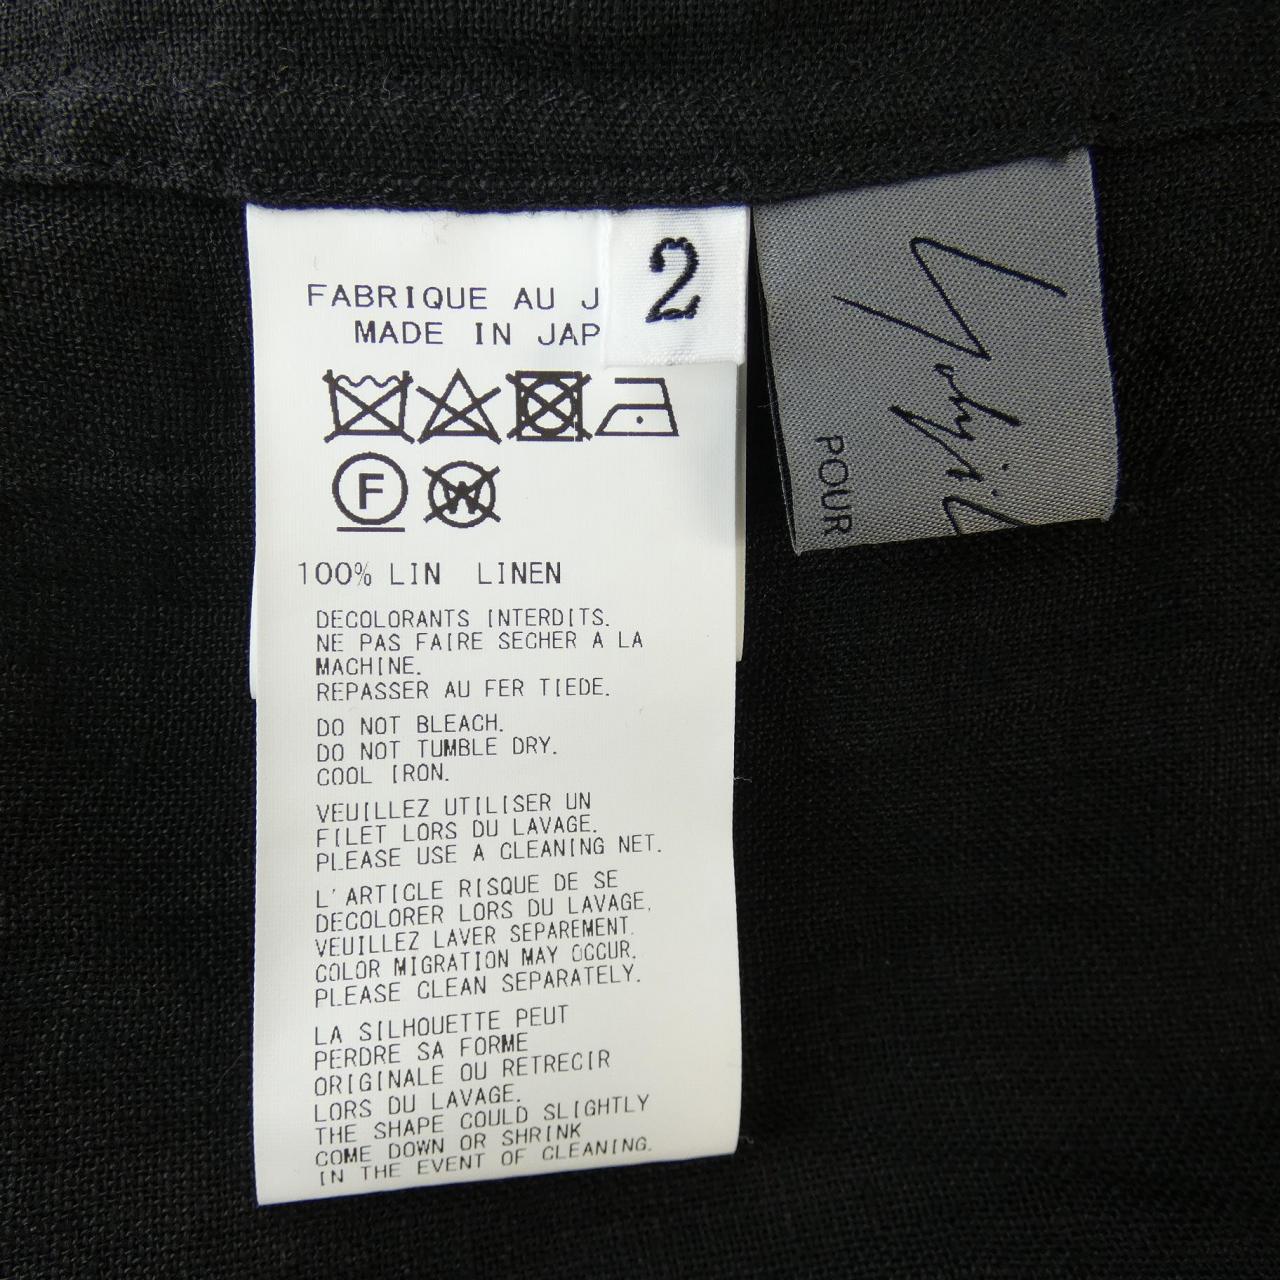 FABRIQUE AU J
MADE IN JAP
2
F
W
100% LIN LINEN
DECOLORANTS INTERDITS.
NE PAS FAIRE SECHER A LA
MACHINE.
REPASSER AU FER TIEDE.
DO NOT BLEACH.
DO NOT TUMBLE DRY.
COOL IRON.
VEUILLEZ UTILISER UN
FILET LORS DU LAVAGE.
PLEASE USE A CLEANING NET.
L'ARTICLE RISQUE DE SE
DECOLORER LORS DU LAVAGE,
VEUILLEZ LAVER SEPAREMENT.
COLOR MIGRATION MAY OCCUR.
PLEASE CLEAN SEPARATELY.
LA SILHOUETTE PEUT
PERDRE SA FORME
ORIGINALE OU RETRECIR
LORS DU LAVAGE.
THE SHAPE COULD SLIGHTLY
COME DOWN OR SHRINK
IN THE EVENT OF CLEANING.
Yohji
POUR